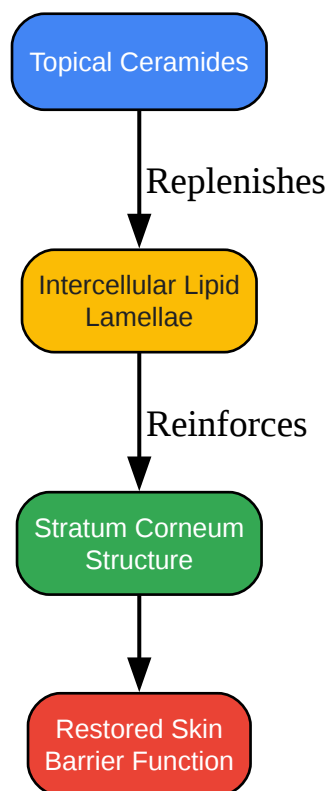 Topical Ceramides
Replenishes
Intercellular Lipid
Lamellae
Reinforces
Stratum Corneum
Structure
Restored Skin
Barrier Function